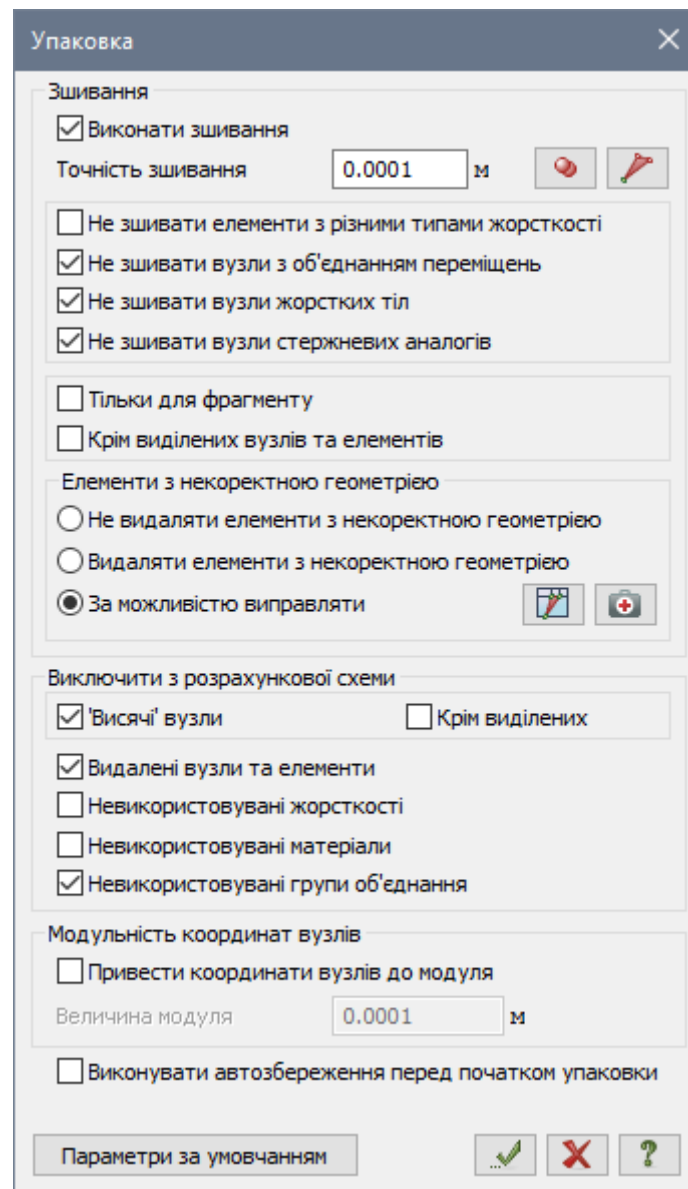 Упаковка
Зшивання
Виконати зшивання
Точність зшивання 0.0001 м
Не зшивати елементи з різними типами жорсткості
Не зшивати вузли з об'єднанням переміщень
Не зшивати вузли жорстких тіл
Не зшивати вузли стержневих аналогів
Тільки для фрагменту
Крім виділених вузлів та елементів
Елементи з некоректною геометрією
Не видаляти елементи з некоректною геометрією
Видаляти елементи з некоректною геометрією
За можливістю виправляти
Виключити з розрахункової схеми
'Висячі' вузли Крім виділених
Видалені вузли та елементи
Невикористовувані жорсткості
Невикористовувані матеріали
Невикористовувані групи об'єднання
Модульність координат вузлів
Привести координати вузлів до модуля
Величина модуля 0.0001 м
Виконувати автозбереження перед початком упаковки
Параметри за умовчанням ?